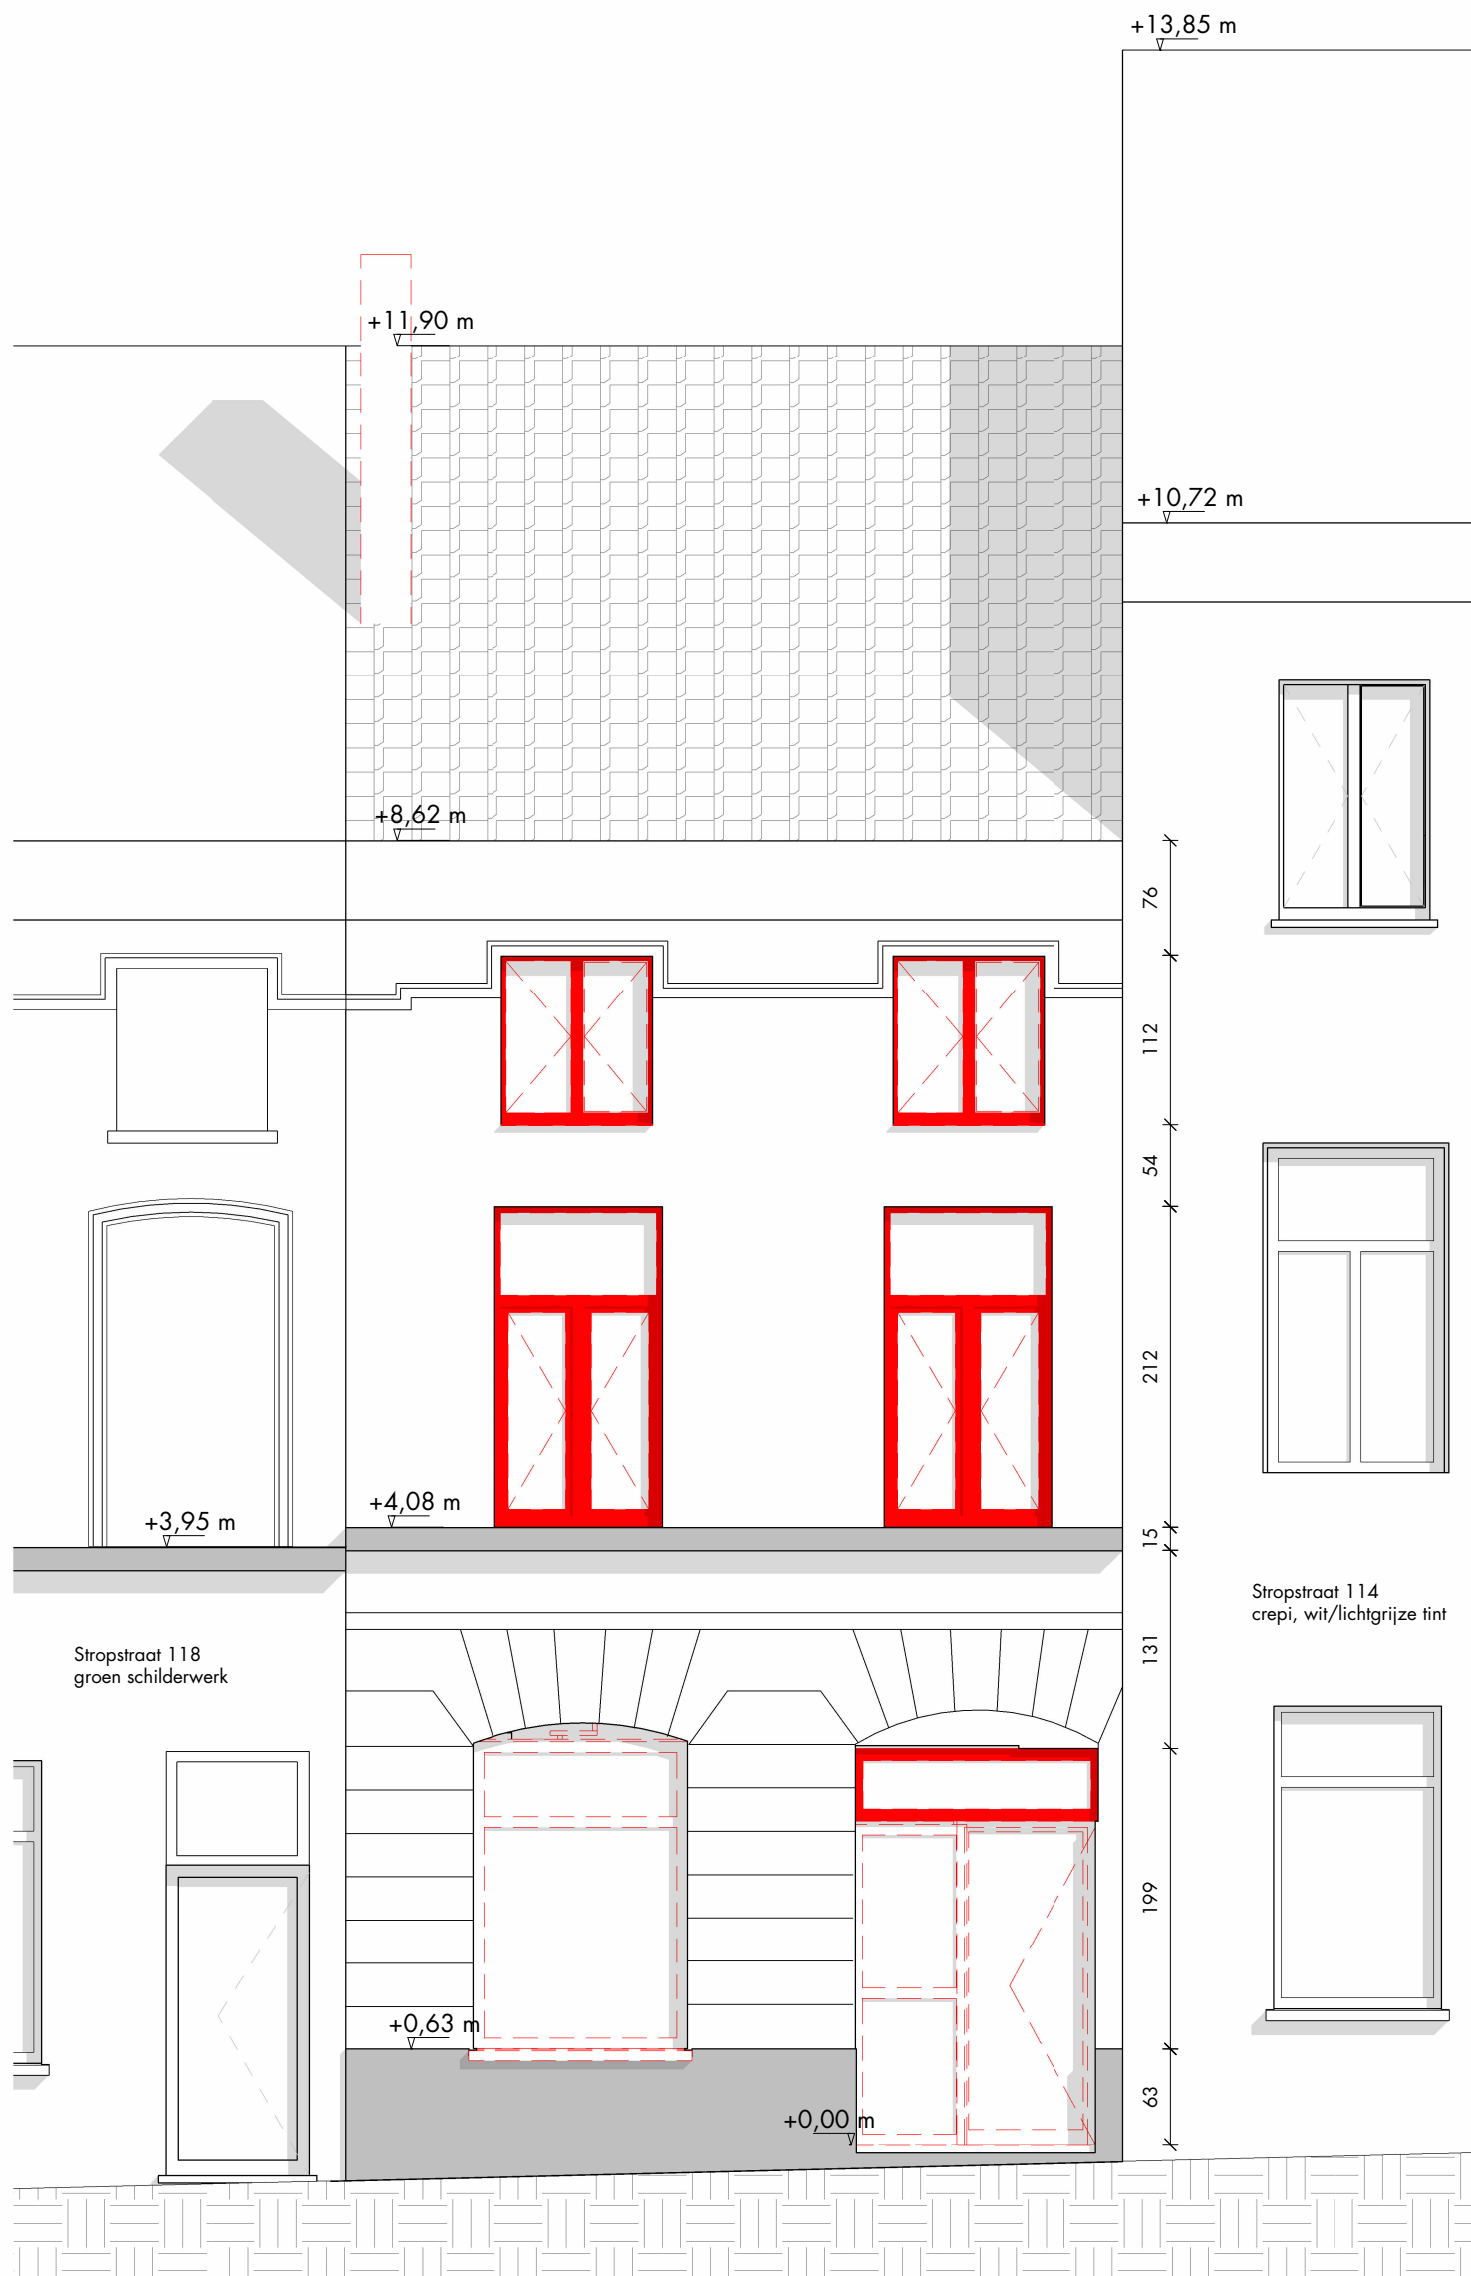 +13,85 m
+11,90 m
+10,72 m
+8,62 m
76
112
54
212
+4,08 m
+3,95 m
15
Stropstraat 114
crepi, wit/lichtgrijze tint
131
Stropstraat 118
groen schilderwerk
199
+0,63 m
63
+0,00 m